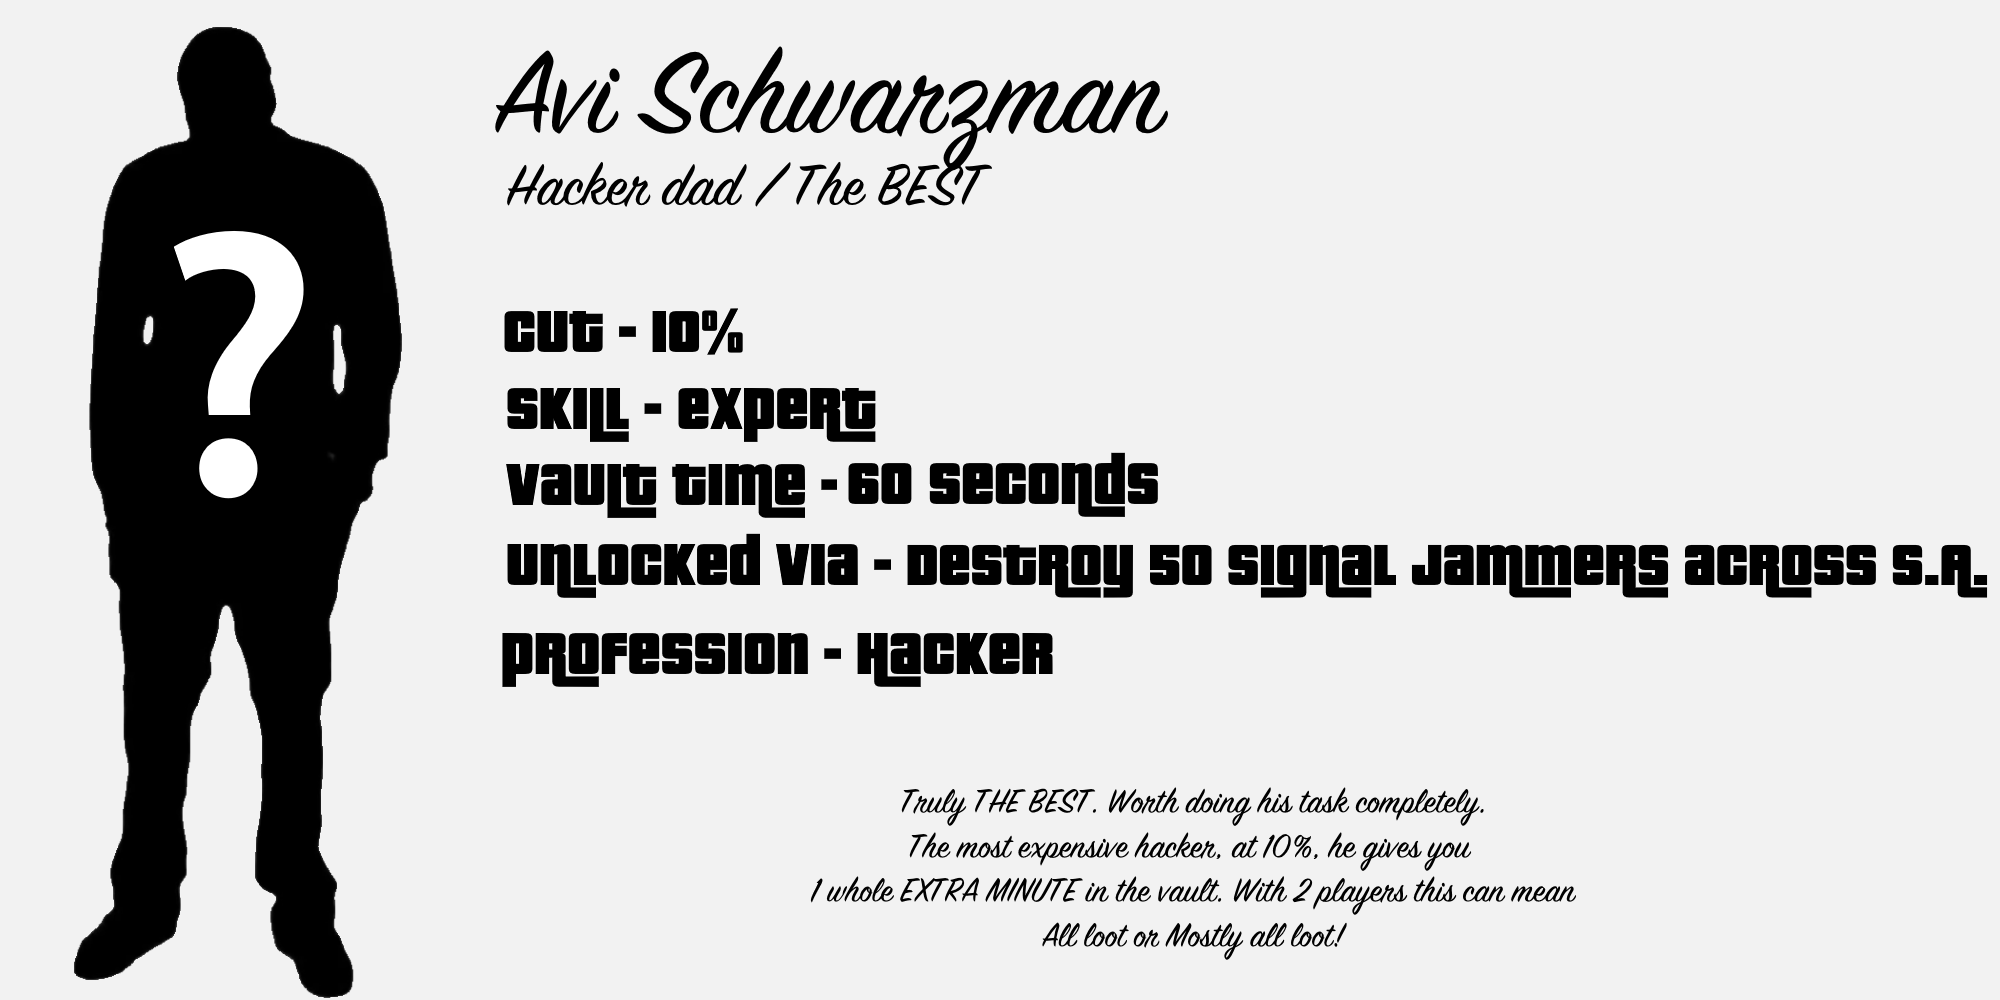 Avi Schwarzman
Hacker dad / The BEST
?
Cut - 10%
Skill - Expert
Vault Time - 60 Seconds
Unlocked Via - Destroy 50 Signal Jammers Across S.A.
Profession - Hacker
Truly THE BEST. Worth doing his task completely.
The most expensive hacker, at 10%, he gives you
1 whole EXTRA MINUTE in the vault. With 2 players this can mean
All loot or Mostly all loot!